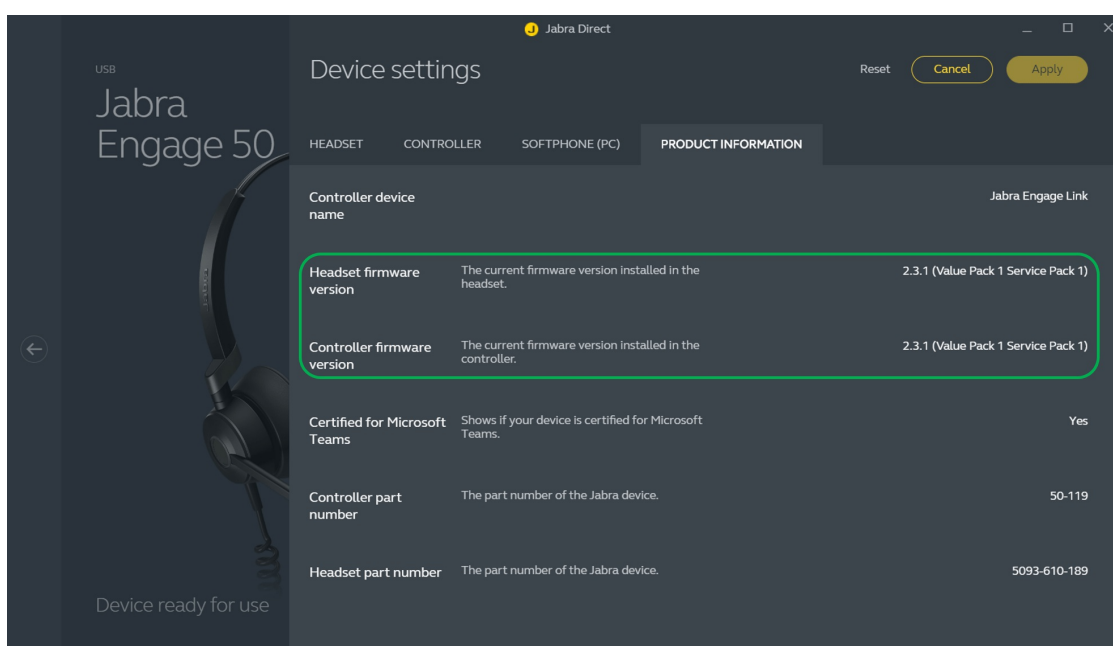 Jabra Direct
USB
Jabra
Engage 50
Device ready for use
Device settings
Reset
Cancel
Apply
HEADSET
CONTROLLER
SOFTPHONE (PC)
PRODUCT INFORMATION
Controller device
name
Jabra Engage Link
Headset firmware
version
The current firmware version installed in the
headset.
2.3.1 (Value Pack 1 Service Pack 1)
Controller firmware
version
The current firmware version installed in the
controller.
2.3.1 (Value Pack 1 Service Pack 1)
Certified for Microsoft
Teams
Shows if your device is certified for Microsoft
Teams.
Yes
Controller part
number
The part number of the Jabra device.
50-119
Headset part number
The part number of the Jabra device.
5093-610-189